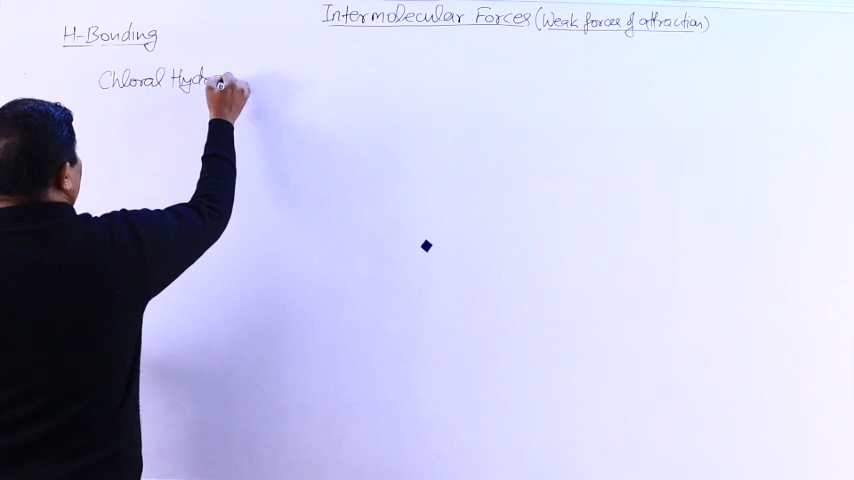 Intermolecular Forces (Weak forces of attraction)
H-Bonding
Chloral Hyd